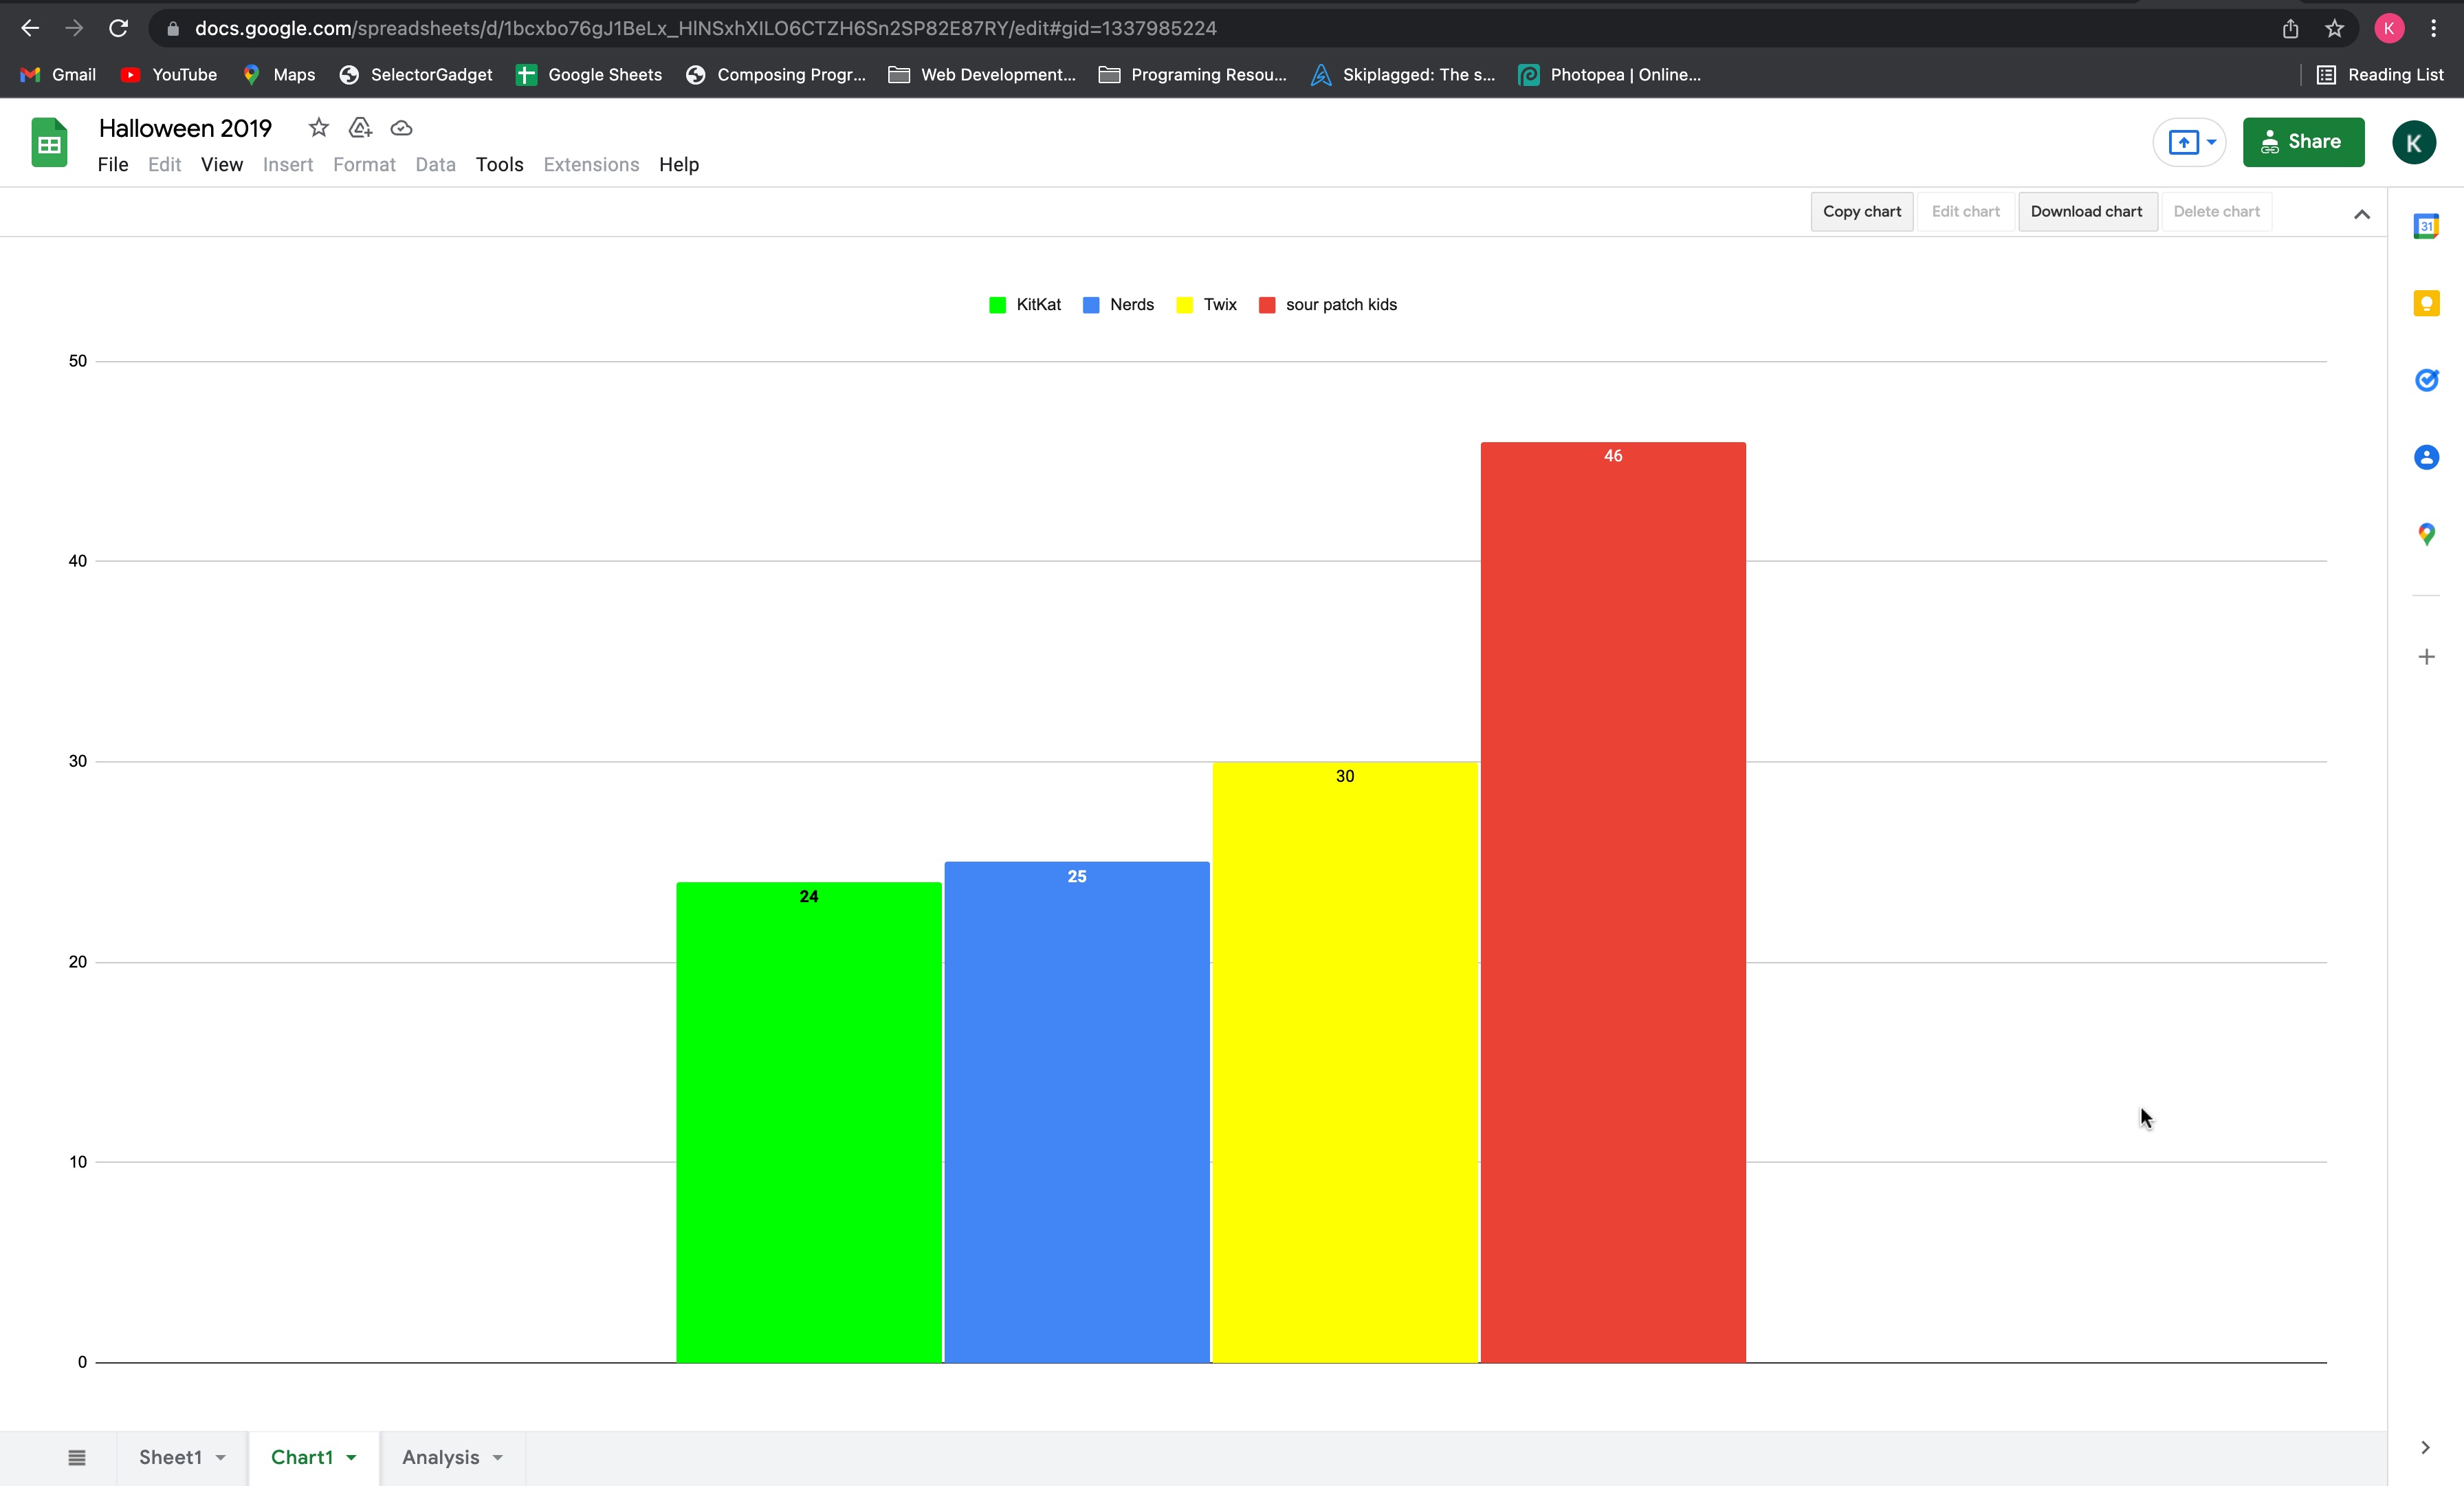 docs.google.com/spreadsheets/d/1bcxbo76gJ1BeLx_HlNSxhXILO6CTZH6Sn2SP82E87RY/edit#gid=1337985224
K
Gmail YouTube Maps SelectorGadget Google Sheets Composing Progr... Web Development... Programing Resou... Skiplagged: The s... Photopea | Online... Reading List
Halloween 2019
File Edit View Insert Format Data Tools Extensions Help
Share
K
Copy chart Edit chart Download chart Delete chart
31
KitKat Nerds Twix sour patch kids
50
46
40
30
30
25
24
20
10
0
Sheet1 Chart1 Analysis